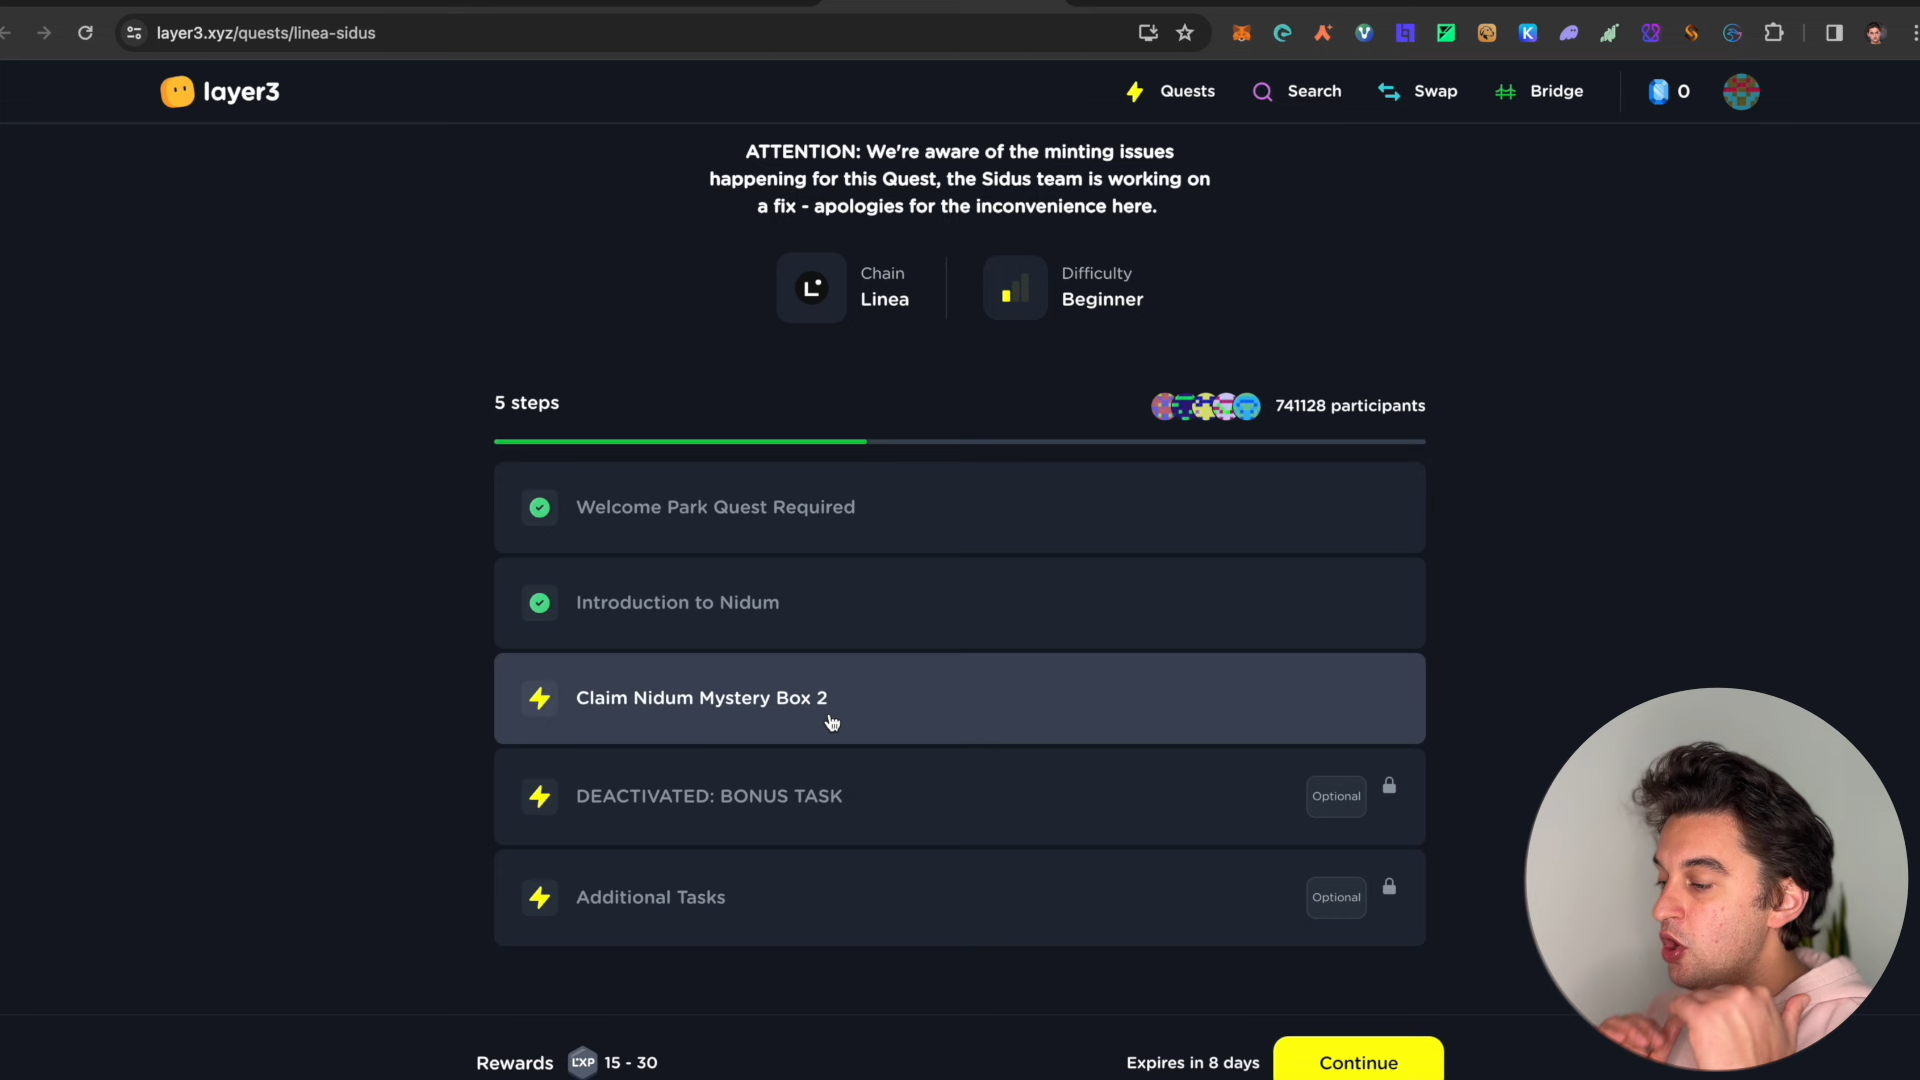 layer3.xyz/quests/linea-sidus
layer3
Quests
Search
Swap
Bridge
0
ATTENTION: We're aware of the minting issues
happening for this Quest, the Sidus team is working on
a fix - apologies for the inconvenience here.
Chain
Linea
Difficulty
Beginner
5 steps
741128 participants
Welcome Park Quest Required
Introduction to Nidum
Claim Nidum Mystery Box 2
DEACTIVATED: BONUS TASK
Optional
Additional Tasks
Optional
Rewards
LXP
15 - 30
Expires in 8 days
Continue